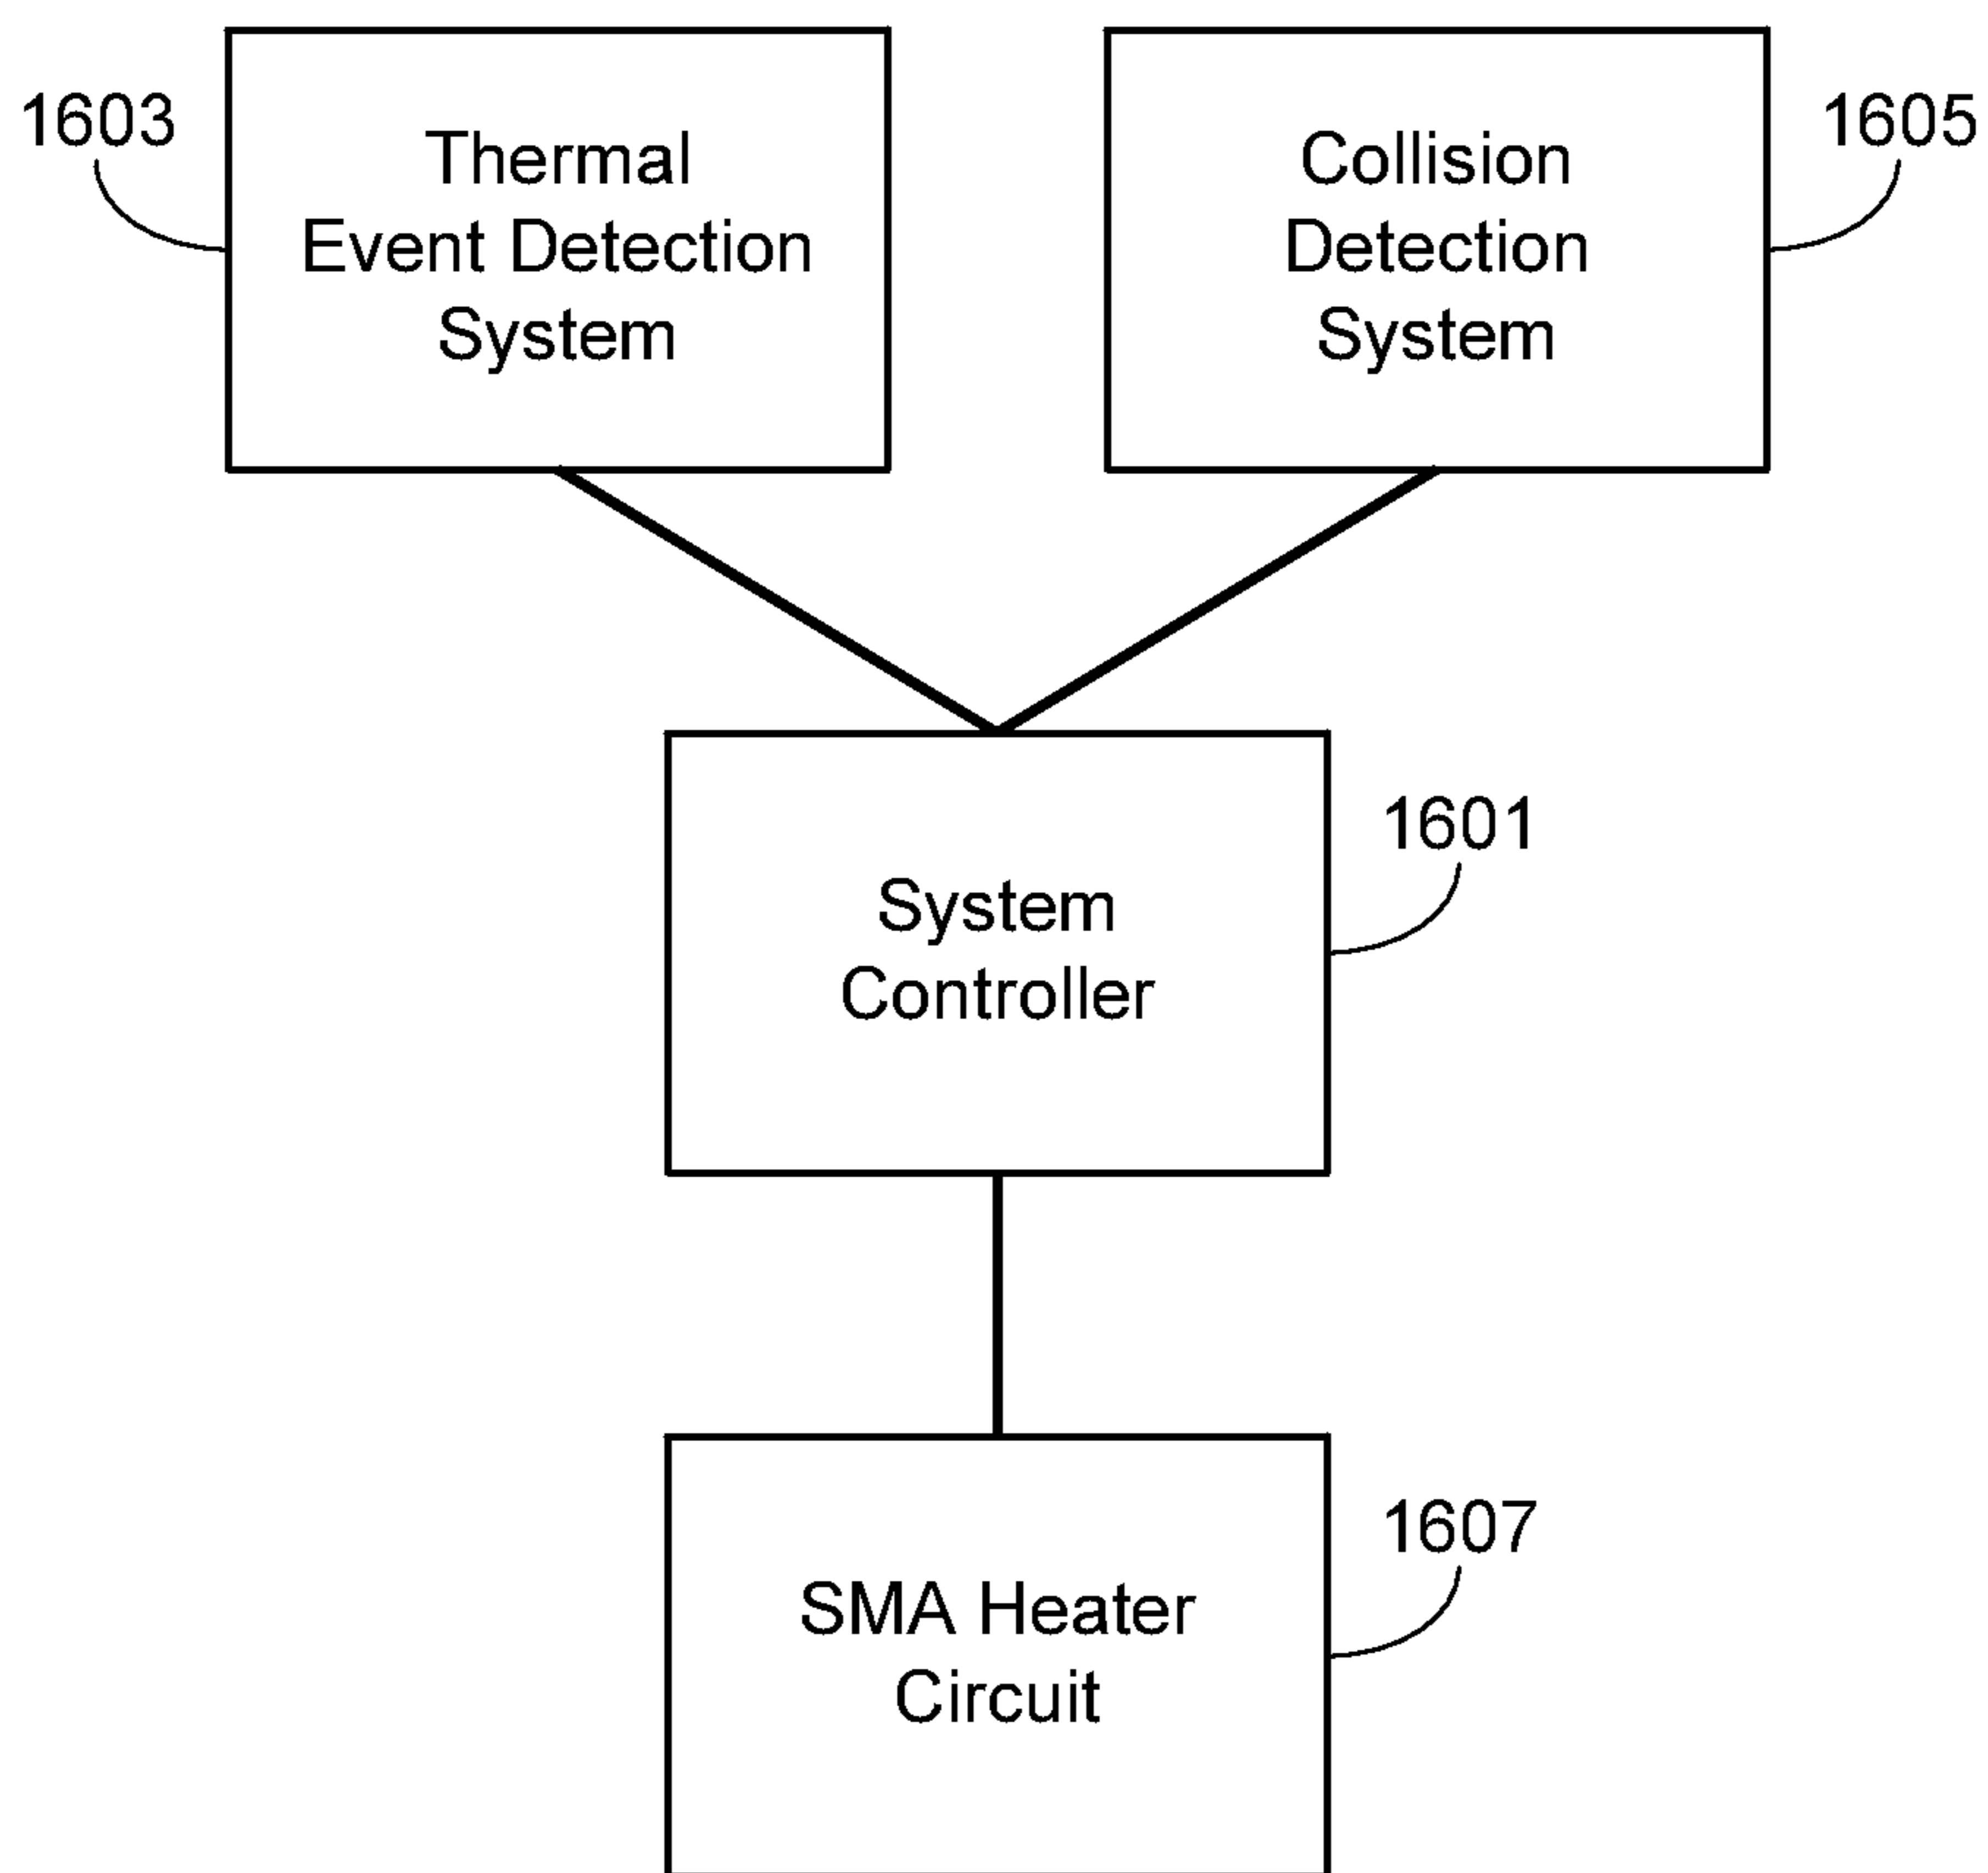 1603
Thermal
Event Detection
System
Collision
Detection
System
1605
System
Controller
1601
SMA Heater
Circuit
1607